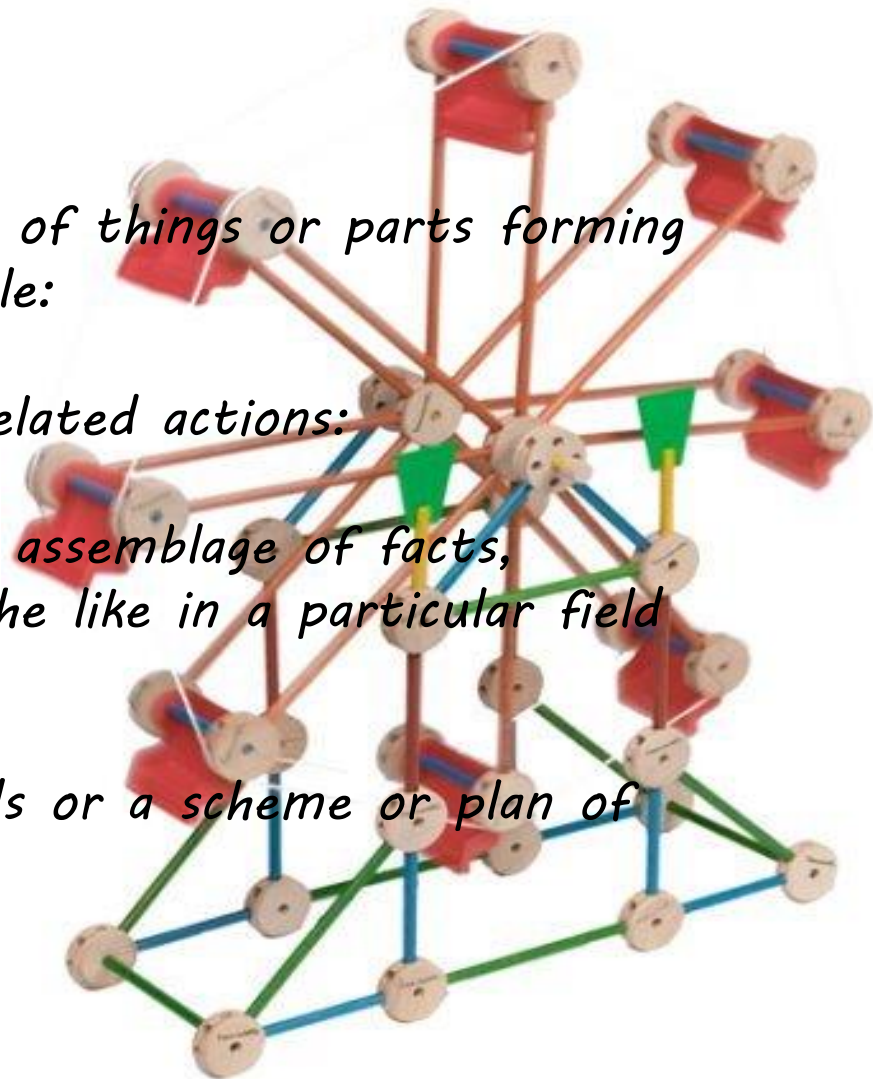 of things or parts forming
le:
elated actions:
assemblage of facts,
he like in a particular field
ls or a scheme or plan of